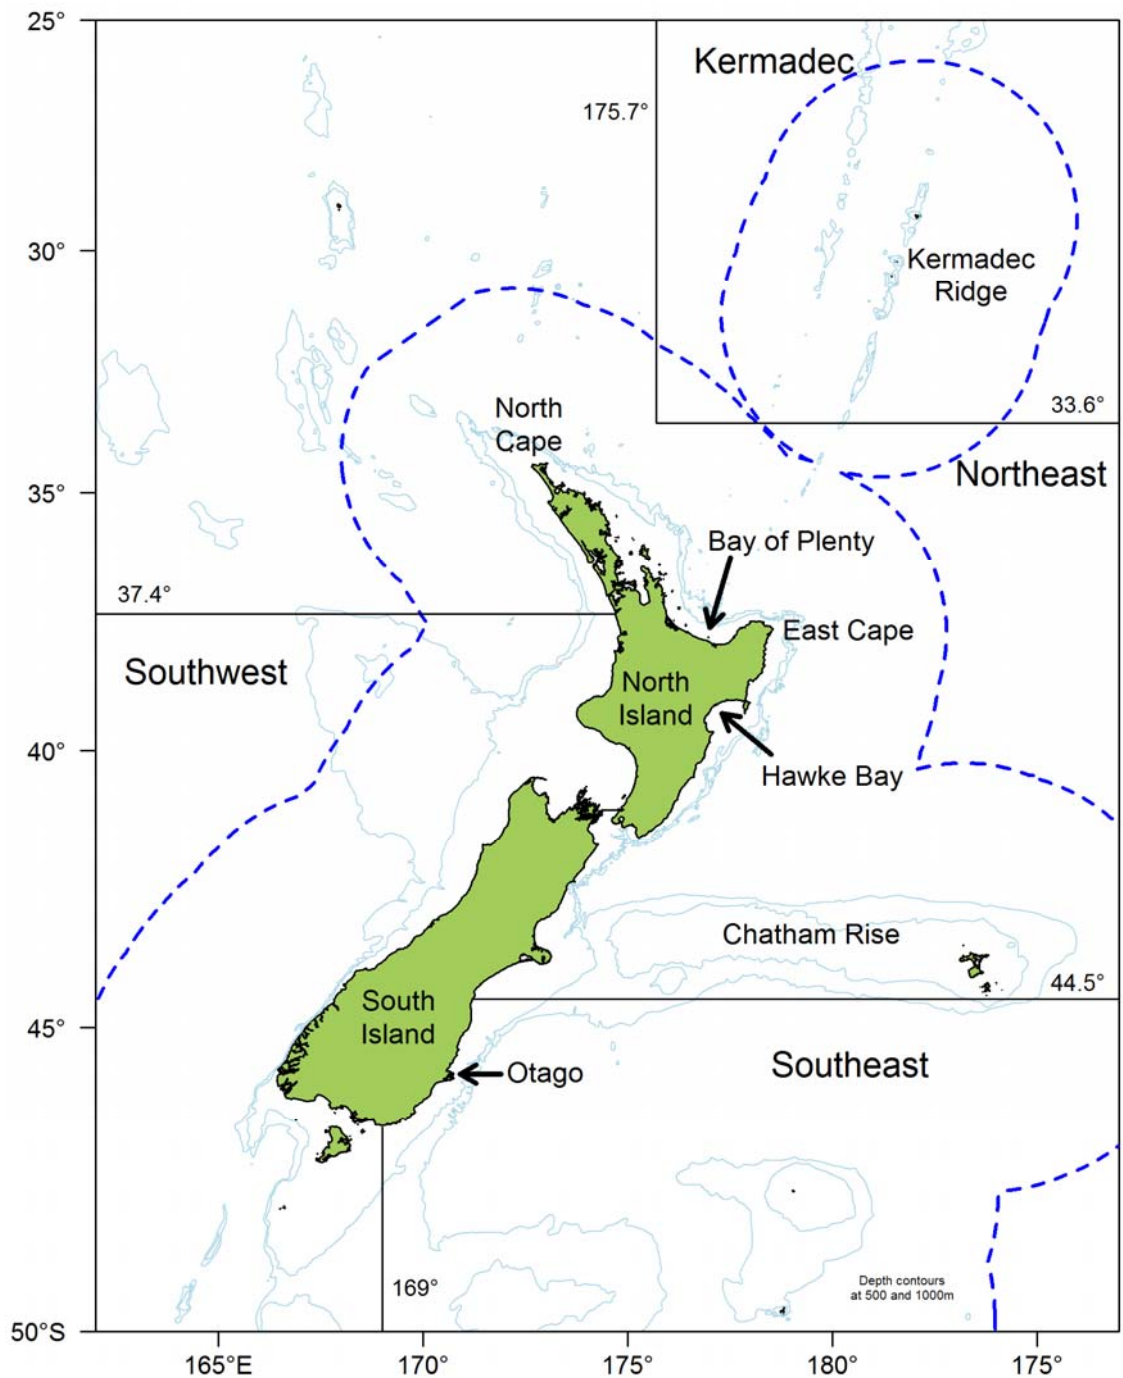 25°
Kermadec
175.7°
30°
Kermadec
Ridge
33.6°
North
Cape
Northeast
35°
Bay of Plenty
37.4°
East Cape
Southwest
North
Island
40°
Hawke Bay
Chatham Rise
44.5°
South
Island
45°
Southeast
Otago
169°
Depth contours
at 500 and 1000m
50°S
165°E
170°
175°
180°
175°